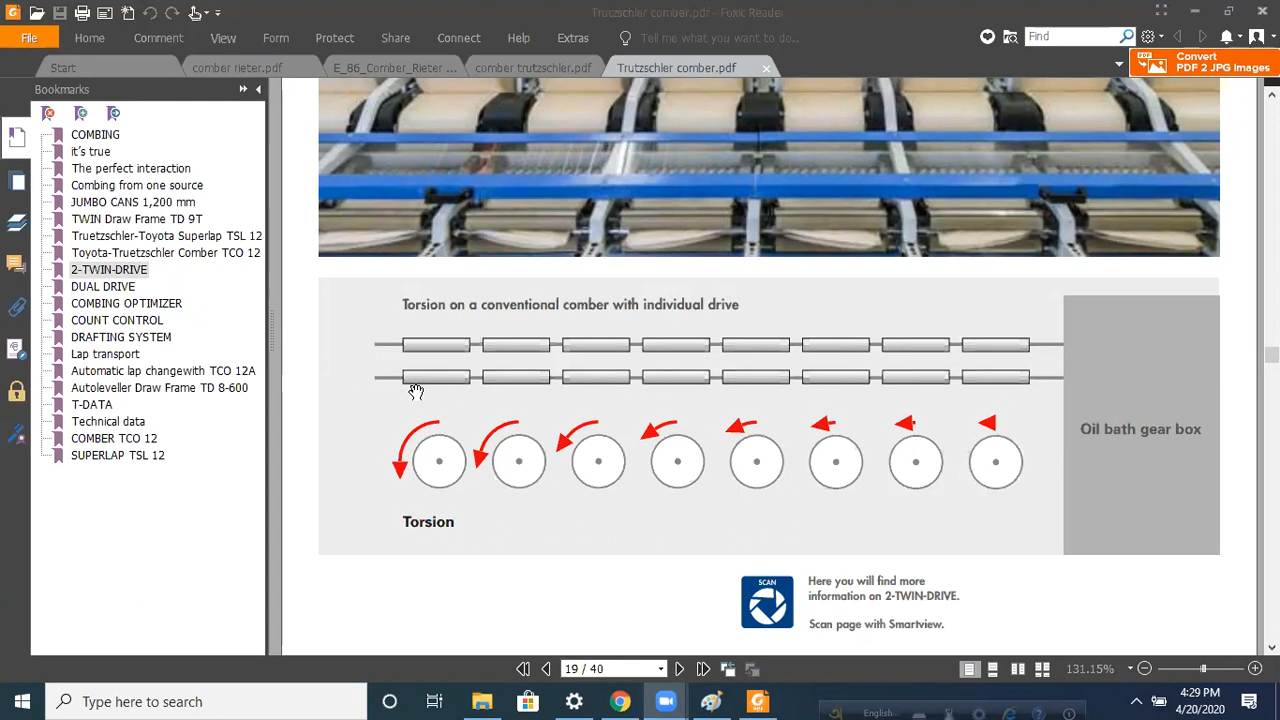 Trutzschler comber.pdf - Foxit Reader
File Home Comment View Form Protect Share Connect Help Extras Tell me what you want to do... Find
Convert
PDF 2 JPG Images
Start comber rieter.pdf E_86_Comber_Rieter... comber trutzschler.pdf Trutzschler comber.pdf
Bookmarks
COMBING
it's true
The perfect interaction
Combing from one source
JUMBO CANS 1,200 mm
TWIN Draw Frame TD 9T
Truetzschler-Toyota Superlap TSL 12
Toyota-Truetzschler Comber TCO 12
2-TWIN-DRIVE
DUAL DRIVE
COMBING OPTIMIZER
COUNT CONTROL
DRAFTING SYSTEM
Lap transport
Automatic lap changewith TCO 12A
Autoleveller Draw Frame TD 8-600
T-DATA
Technical data
COMBER TCO 12
SUPERLAP TSL 12
Torsion on a conventional comber with individual drive
Oil bath gear box
Torsion
SCAN
Here you will find more
information on 2-TWIN-DRIVE.
Scan page with Smartview.
19 / 40
131.15%
Type here to search
English
4:29 PM
4/20/2020